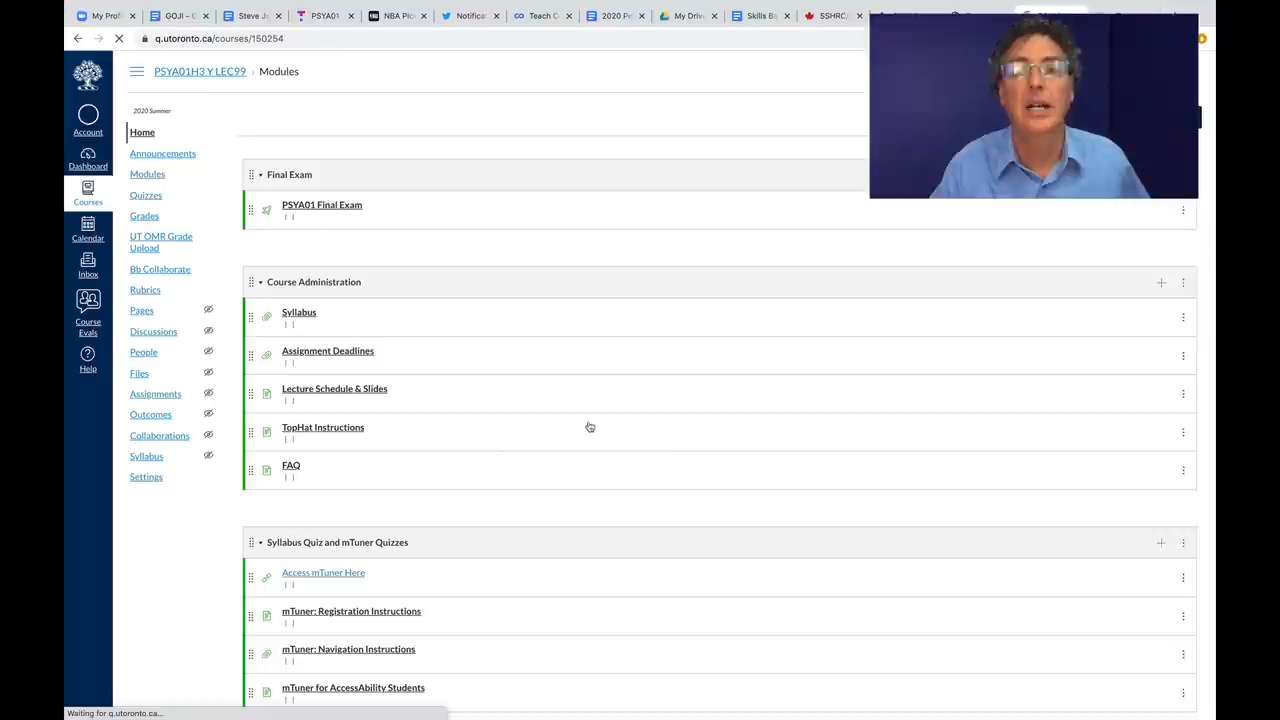 My Profi
GOJI – G
Steve J
PSYA01
NBA Pic
Notificat
Teach C
2020 Pe
My Driv
Skills Bo
SSHRC
q.utoronto.ca/courses/150254
PSYA01H3 Y LEC99 › Modules
2020 Summer
Account
Dashboard
Courses
Calendar
Inbox
Course
Evals
Help
Home
Announcements
Modules
Quizzes
Grades
UT OMR Grade
Upload
Bb Collaborate
Rubrics
Pages
Discussions
People
Files
Assignments
Outcomes
Collaborations
Syllabus
Settings
Final Exam
PSYA01 Final Exam
Course Administration
Syllabus
Assignment Deadlines
Lecture Schedule & Slides
TopHat Instructions
FAQ
Syllabus Quiz and mTuner Quizzes
Access mTuner Here
mTuner: Registration Instructions
mTuner: Navigation Instructions
mTuner for AccessAbility Students
Waiting for q.utoronto.ca...